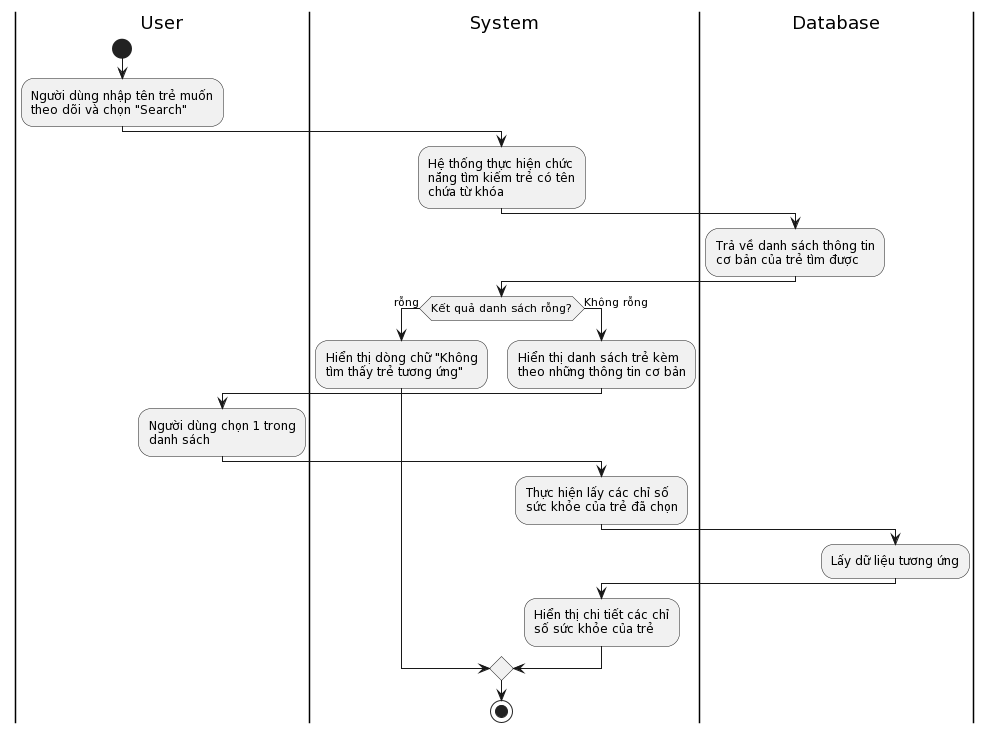 User
System
Database
Người dùng nhập tên trẻ muốn
theo dõi và chọn "Search"
Hệ thống thực hiện chức
năng tìm kiếm trẻ có tên
chứa từ khóa
Trả về danh sách thông tin
cơ bản của trẻ tìm được
rỗng
Kết quả danh sách rỗng?
Không rỗng
Hiển thị dòng chữ "Không
tìm thấy trẻ tương ứng"
Hiển thị danh sách trẻ kèm
theo những thông tin cơ bản
Người dùng chọn 1 trong
danh sách
Thực hiện lấy các chỉ số
sức khỏe của trẻ đã chọn
Lấy dữ liệu tương ứng
Hiển thị chi tiết các chỉ
số sức khỏe của trẻ